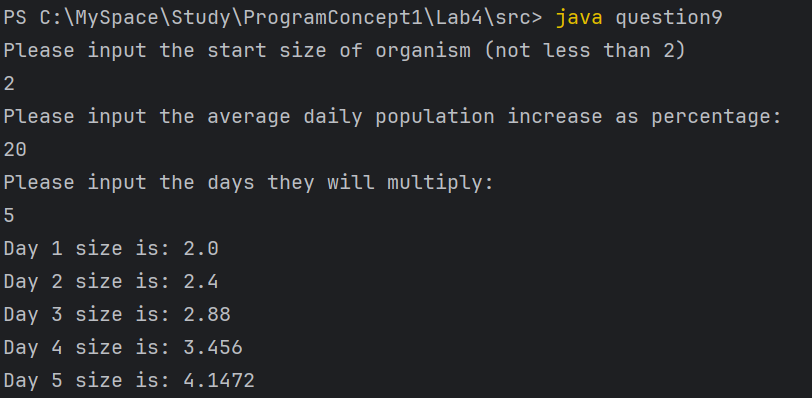 PS C:\MySpace\Study\ProgramConcept1\Lab4\src> java question9
Please input the start size of organism (not less than 2)
2
Please input the average daily population increase as percentage:
20
Please input the days they will multiply:
5
Day 1 size is: 2.0
Day 2 size is: 2.4
Day 3 size is: 2.88
Day 4 size is: 3.456
Day 5 size is: 4.1472